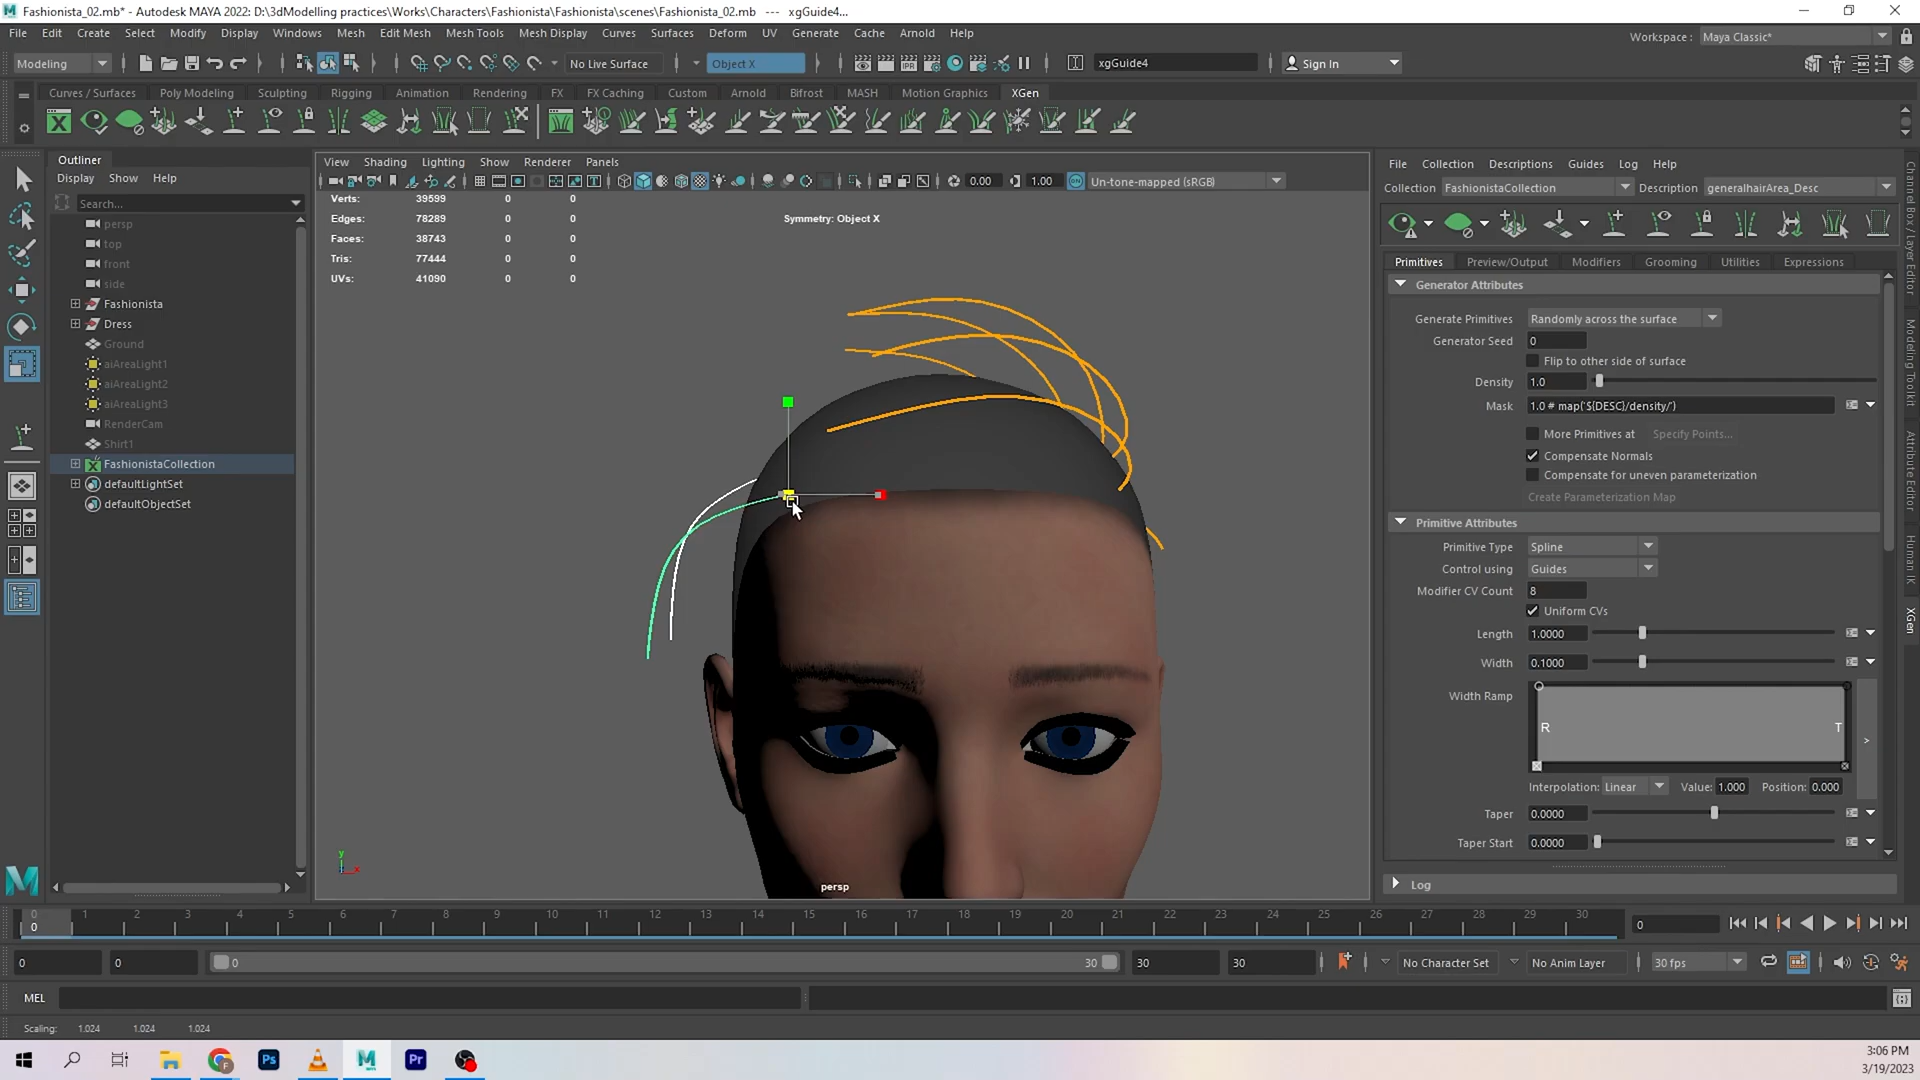 Fashionista_02.mb* - Autodesk MAYA 2022: D:\3dModelling practices\Works\Characters\Fashionista\Fashionista\scenes\Fashionista_02.mb --- xgGuide4...
File Edit Create Select Modify Display Windows Mesh Edit Mesh Mesh Tools Mesh Display Curves Surfaces Deform UV Generate Cache Arnold Help
Workspace : Maya Classic*
Modeling No Live Surface Object X xgGuide4 Sign In
Curves / Surfaces Poly Modeling Sculpting Rigging Animation Rendering FX FX Caching Custom Arnold Bifrost MASH Motion Graphics XGen
Outliner
Display Show Help
Search...
persp
top
front
side
Fashionista
Dress
Ground
aiAreaLight1
aiAreaLight2
aiAreaLight3
RenderCam
Shirt1
FashionistaCollection
defaultLightSet
defaultObjectSet
View Shading Lighting Show Renderer Panels
0.00 1.00 ON Un-tone-mapped (sRGB)
Verts: 39599 0 0
Edges: 78289 0 0
Faces: 38743 0 0
Tris: 77444 0 0
UVs: 41090 0 0
Symmetry: Object X
y
x
persp
File Collection Descriptions Guides Log Help
Collection FashionistaCollection Description generalhairArea_Desc
Primitives Preview/Output Modifiers Grooming Utilities Expressions
Generator Attributes
Generate Primitives Randomly across the surface
Generator Seed 0
Flip to other side of surface
Density 1.0
Mask 1.0 # map('${DESC}/density/')
More Primitives at Specify Points...
Compensate Normals
Compensate for uneven parameterization
Create Parameterization Map
Primitive Attributes
Primitive Type Spline
Control using Guides
Modifier CV Count 8
Uniform CVs
Length 1.0000
Width 0.1000
Width Ramp
R T
>
Interpolation: Linear Value: 1.000 Position: 0.000
Taper 0.0000
Taper Start 0.0000
Log
Channel Box / Layer Editor
Modeling Toolkit
Attribute Editor
Human IK
XGen
0 1 2 3 4 5 6 7 8 9 10 11 12 13 14 15 16 17 18 19 20 21 22 23 24 25 26 27 28 29 30
0
0
0 0 0 30 30 30 No Character Set No Anim Layer 30 fps
MEL
Scaling: 1.024 1.024 1.024
3:06 PM
3/19/2023